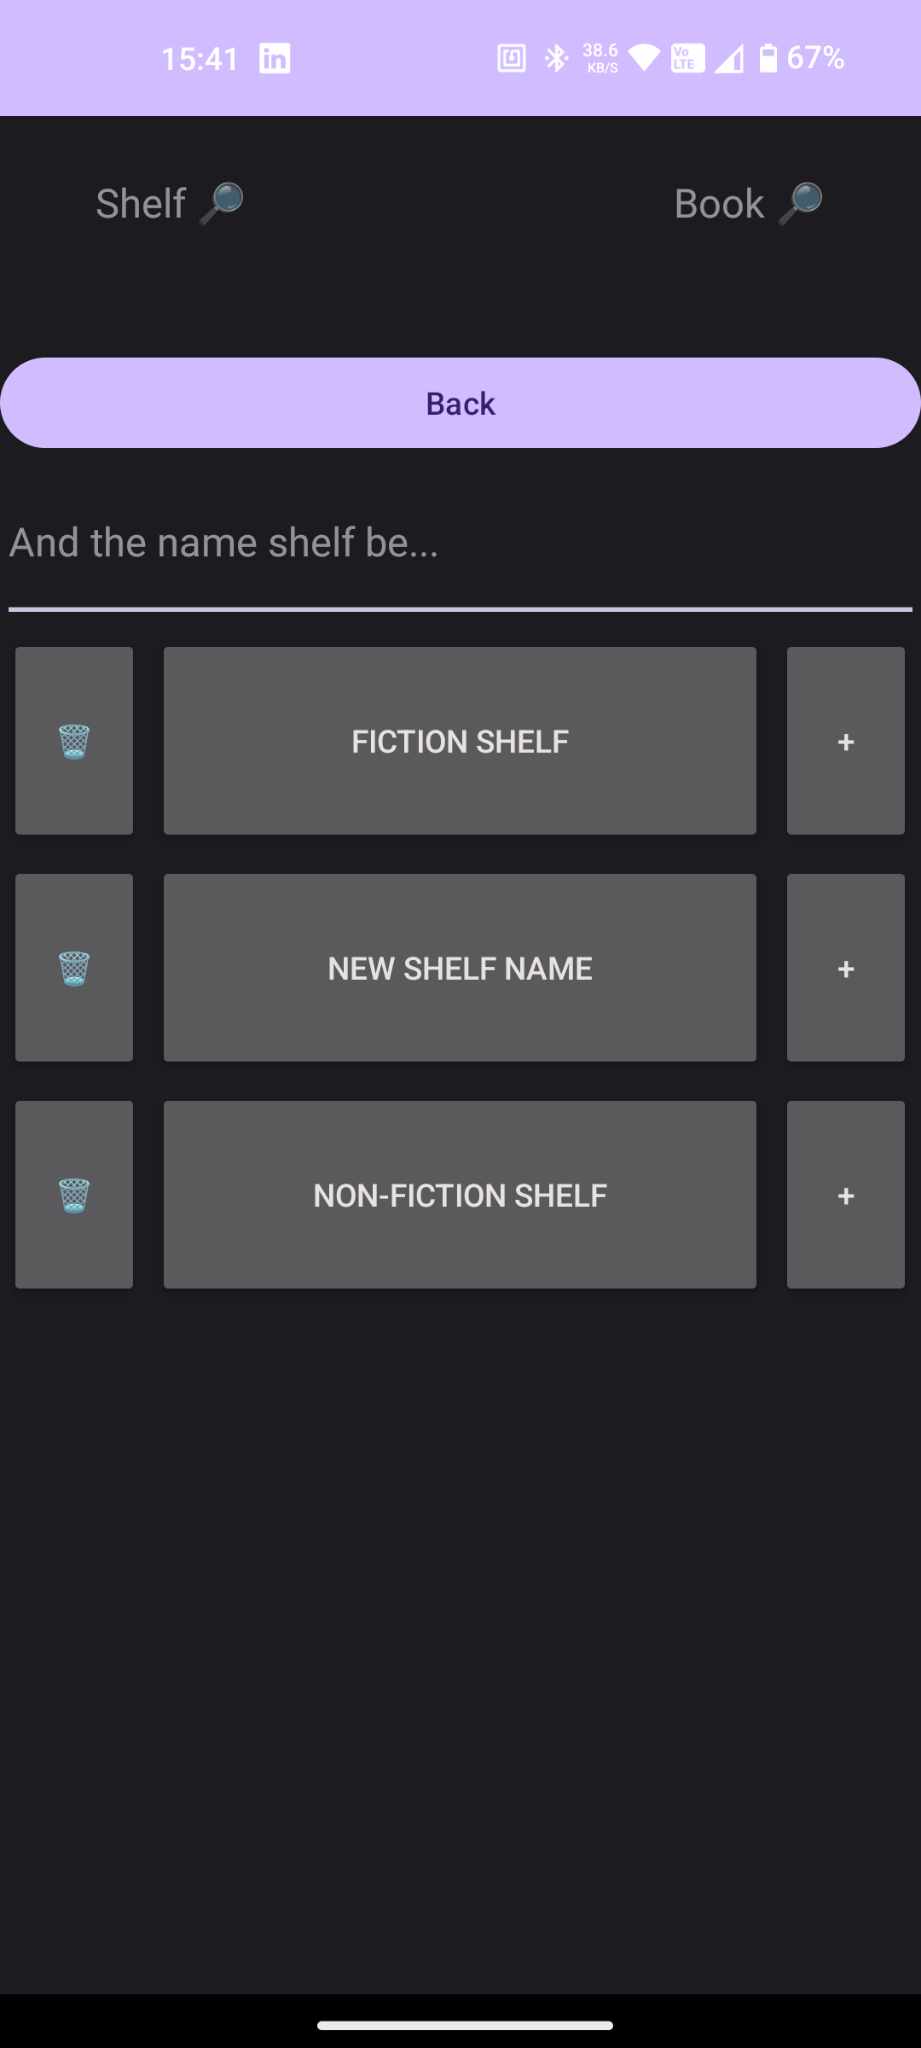 15:41 in 38.6 KB/S Vo LTE 67%
Shelf 🔎 Book 🔎
Back
And the name shelf be...
🗑️ FICTION SHELF +
🗑️ NEW SHELF NAME +
🗑️ NON-FICTION SHELF +